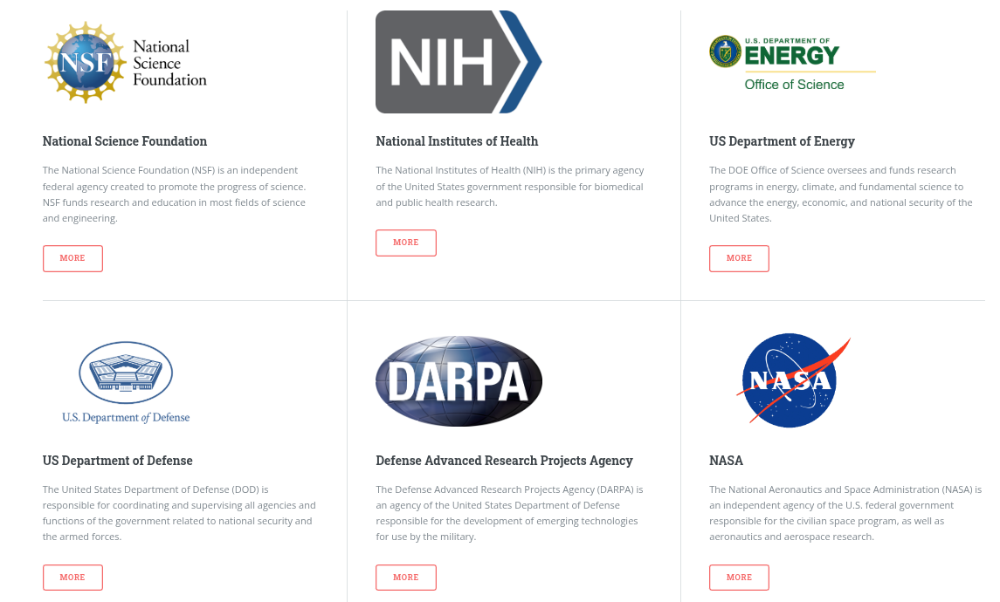 NSF
National
Science
Foundation
National Science Foundation
The National Science Foundation (NSF) is an independent
federal agency created to promote the progress of science.
NSF funds research and education in most fields of science
and engineering.
MORE
NIH
National Institutes of Health
The National Institutes of Health (NIH) is the primary agency
of the United States government responsible for biomedical
and public health research.
MORE
U.S. DEPARTMENT OF
ENERGY
Office of Science
US Department of Energy
The DOE Office of Science oversees and funds research
programs in energy, climate, and fundamental science to
advance the energy, economic, and national security of the
United States.
MORE
U.S. Department of Defense
US Department of Defense
The United States Department of Defense (DOD) is
responsible for coordinating and supervising all agencies and
functions of the government related to national security and
the armed forces.
MORE
DARPA
Defense Advanced Research Projects Agency
The Defense Advanced Research Projects Agency (DARPA) is
an agency of the United States Department of Defense
responsible for the development of emerging technologies
for use by the military.
MORE
NASA
NASA
The National Aeronautics and Space Administration (NASA) is
an independent agency of the U.S. federal government
responsible for the civilian space program, as well as
aeronautics and aerospace research.
MORE